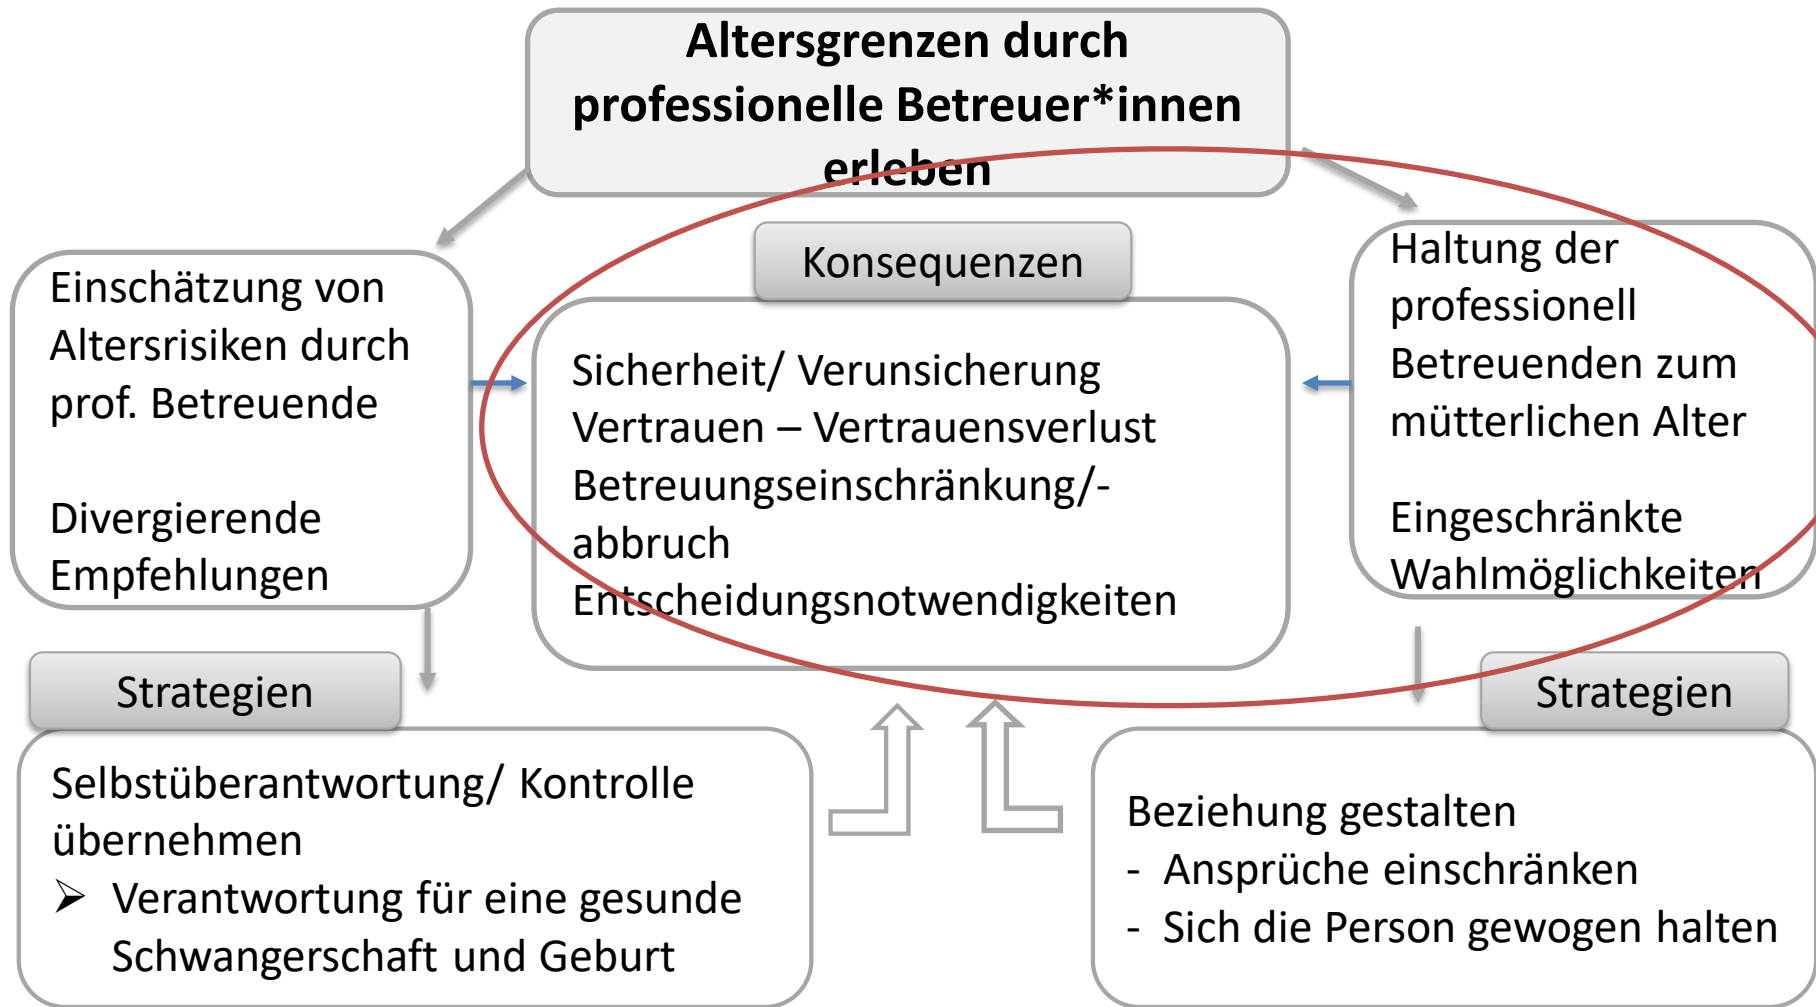 Altersgrenzen durch
professionelle Betreuer*innen
erleben
Konsequenzen
Einschätzung von
Altersrisiken durch
prof. Betreuende
Divergierende
Empfehlungen
Sicherheit/ Verunsicherung
Vertrauen – Vertrauensverlust
Betreuungseinschränkung/-
abbruch
Entscheidungsnotwendigkeiten
Haltung der
professionell
Betreuenden zum
mütterlichen Alter
Eingeschränkte
Wahlmöglichkeiten
Strategien
Selbstüberantwortung/ Kontrolle
übernehmen
➢ Verantwortung für eine gesunde
Schwangerschaft und Geburt
Strategien
Beziehung gestalten
- Ansprüche einschränken
- Sich die Person gewogen halten